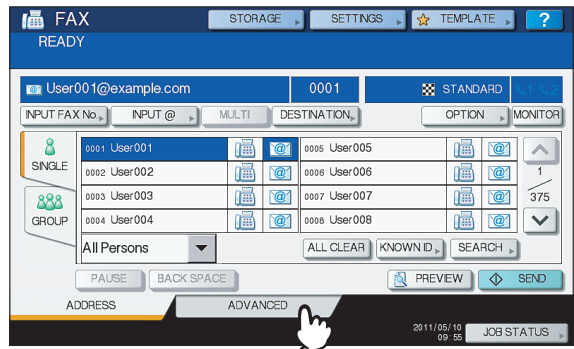 FAX STORAGE SETTINGS TEMPLATE ?
READY
User001@example.com 0001 STANDARD 1 2
INPUT FAX No. INPUT @ MULTI DESTINATION OPTION MONITOR
SINGLE
GROUP
0001 User001 0005 User005
0002 User002 0006 User006
0003 User003 0007 User007
0004 User004 0008 User008
1
375
All Persons ALL CLEAR KNOWN ID SEARCH
PAUSE BACK SPACE PREVIEW SEND
ADDRESS ADVANCED
2011/05/10
09:55 JOB STATUS